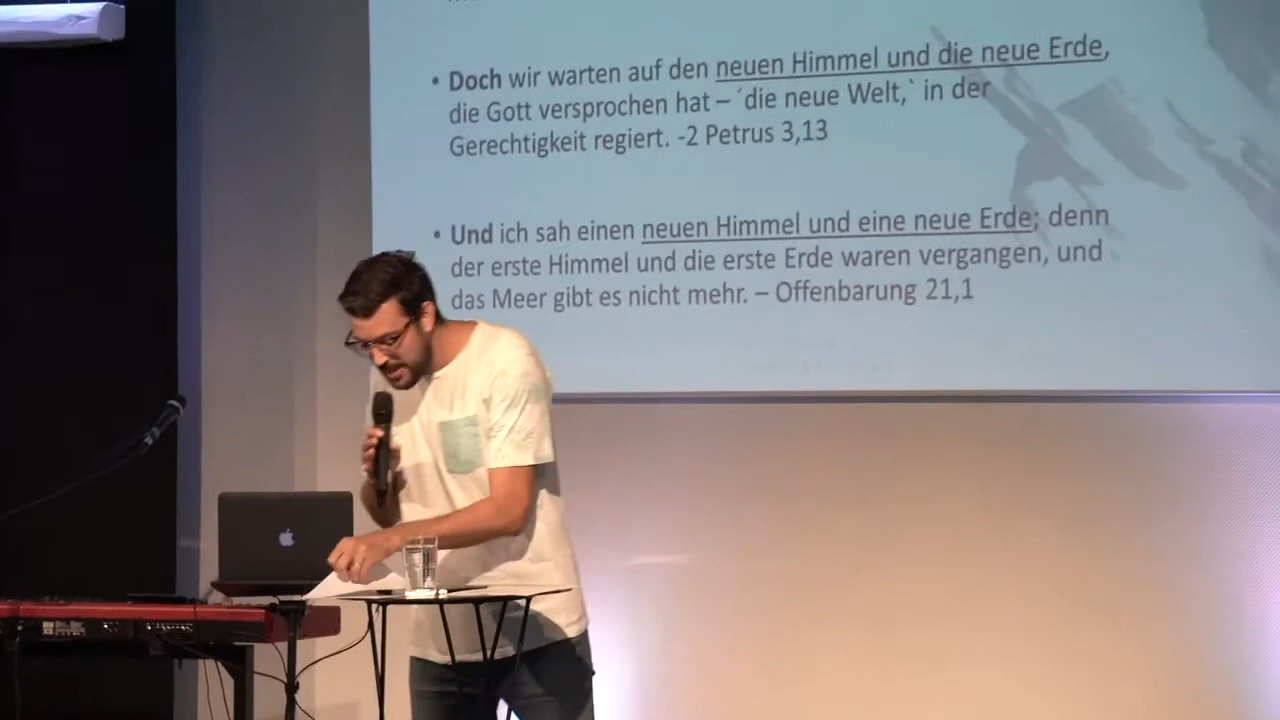 • Doch wir warten auf den neuen Himmel und die neue Erde,
die Gott versprochen hat – ´die neue Welt,` in der
Gerechtigkeit regiert. -2 Petrus 3,13
• Und ich sah einen neuen Himmel und eine neue Erde; denn
der erste Himmel und die erste Erde waren vergangen, und
das Meer gibt es nicht mehr. – Offenbarung 21,1